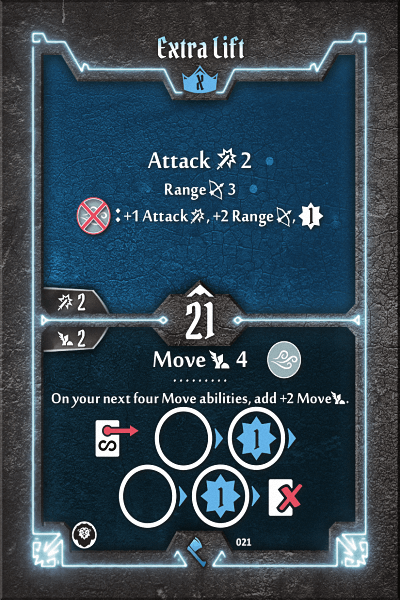 Extra Lift
X
Attack 2
Range 3
: +1 Attack, +2 Range, 1
2
21
2
Move 4
On your next four Move abilities, add +2 Move.
S 1
1
021